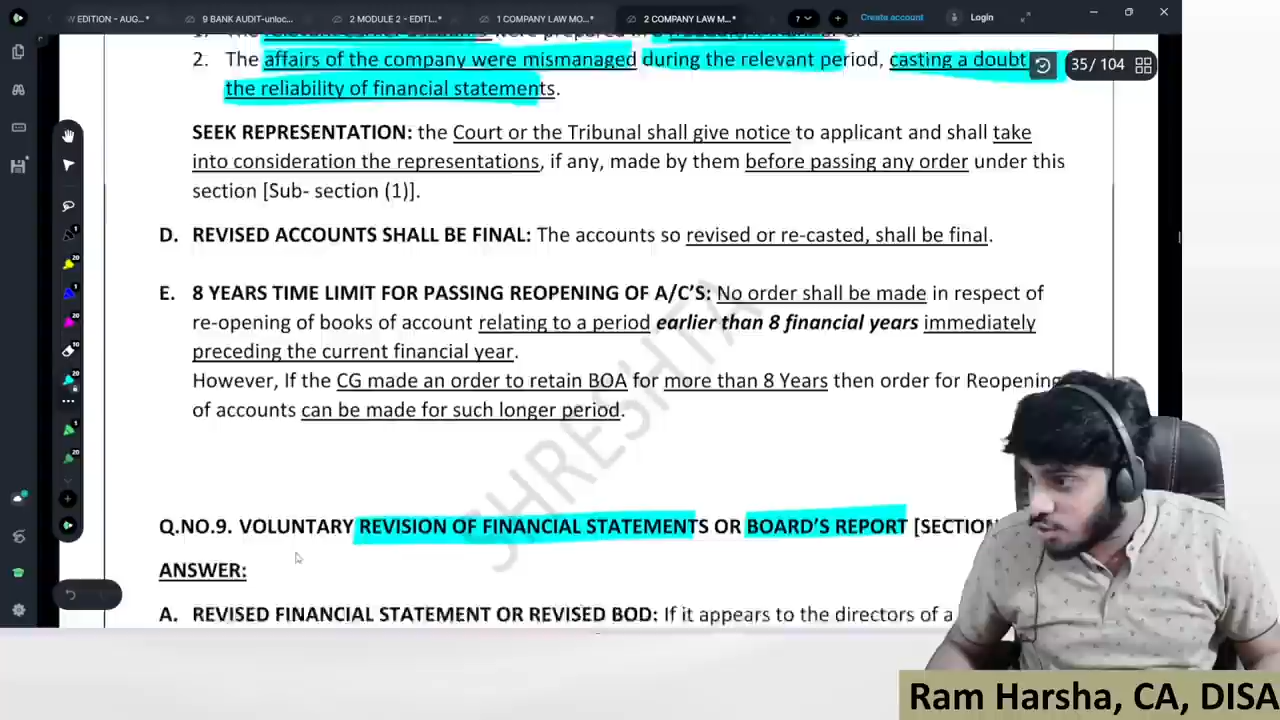 W EDITION - AUG...* 9 BANK AUDIT-unloc... 2 MODULE 2 - EDITI...* 1 COMPANY LAW MO...* 2 COMPANY LAW M...* 7 Create account Login
2. The affairs of the company were mismanaged during the relevant period, casting a doubt
35/104
the reliability of financial statements.
SEEK REPRESENTATION: the Court or the Tribunal shall give notice to applicant and shall take
into consideration the representations, if any, made by them before passing any order under this
section [Sub- section (1)].
D. REVISED ACCOUNTS SHALL BE FINAL: The accounts so revised or re-casted, shall be final.
E. 8 YEARS TIME LIMIT FOR PASSING REOPENING OF A/C'S: No order shall be made in respect of
re-opening of books of account relating to a period earlier than 8 financial years immediately
preceding the current financial year.
However, If the CG made an order to retain BOA for more than 8 Years then order for Reopening
of accounts can be made for such longer period.
SHRESHTA
Q.NO.9. VOLUNTARY REVISION OF FINANCIAL STATEMENTS OR BOARD'S REPORT [SECTION
ANSWER:
A. REVISED FINANCIAL STATEMENT OR REVISED BOD: If it appears to the directors of a
Ram Harsha, CA, DISA